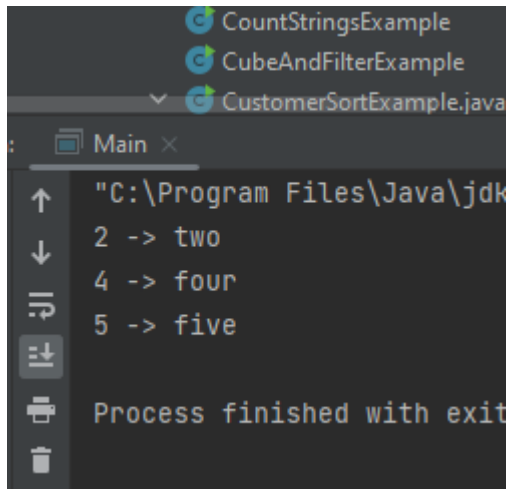 CountStringsExample
CubeAndFilterExample
CustomerSortExample.java
: Main
"C:\Program Files\Java\jdk
2 -> two
4 -> four
5 -> five
Process finished with exit